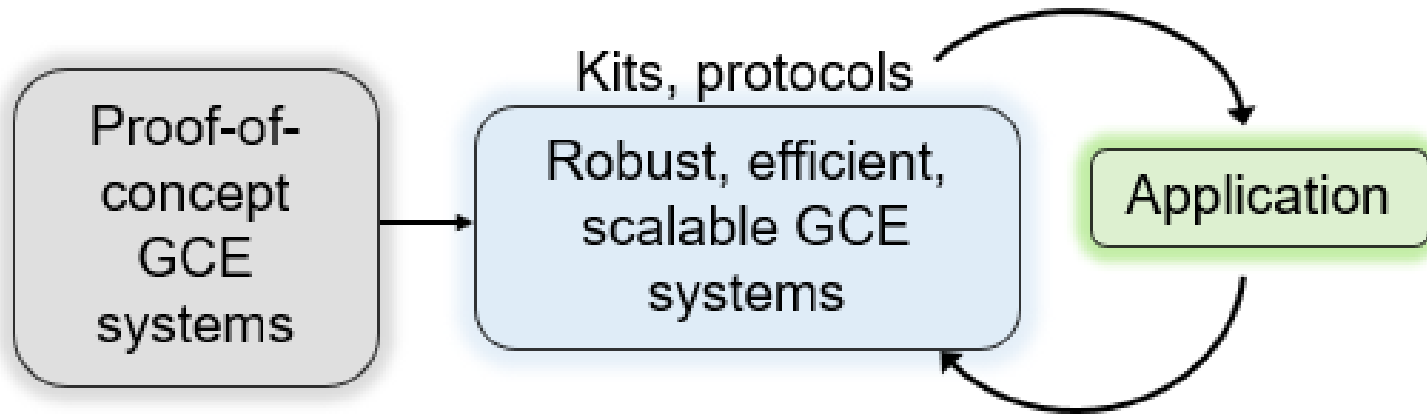 Proof-of-
concept
GCE
systems
Kits, protocols
Robust, efficient,
scalable GCE
systems
Application